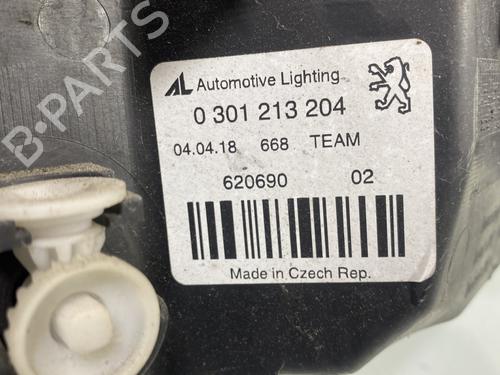 B-PARTS
AL Automotive Lighting
0 301 213 204
04.04.18 668 TEAM
620690 02
Made in Czech Rep.